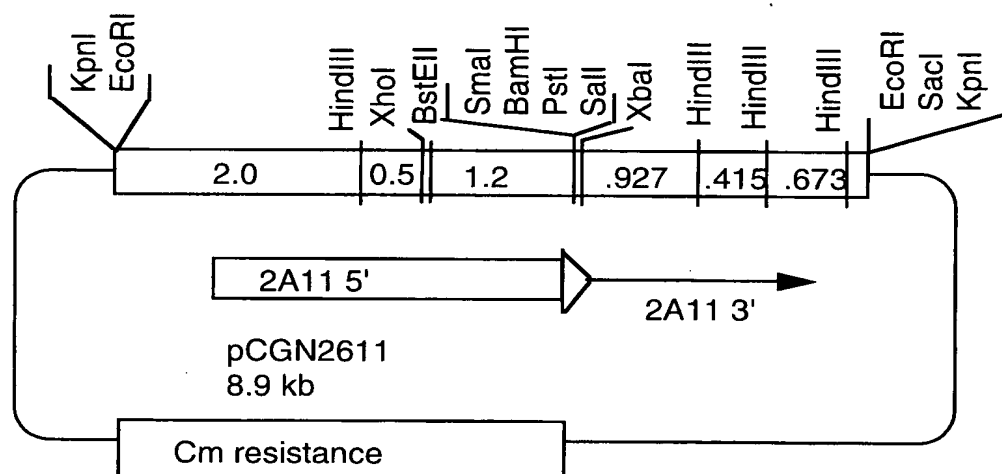 KpnI
EcoRI
HindIII
XhoI
BstEII
SmaI
BamHI
PstI
SalI
XbaI
HindIII
HindIII
HindIII
EcoRI
SacI
KpnI
2.0
0.5
1.2
.927
.415
.673
2A11 5'
2A11 3'
pCGN2611
8.9 kb
Cm resistance